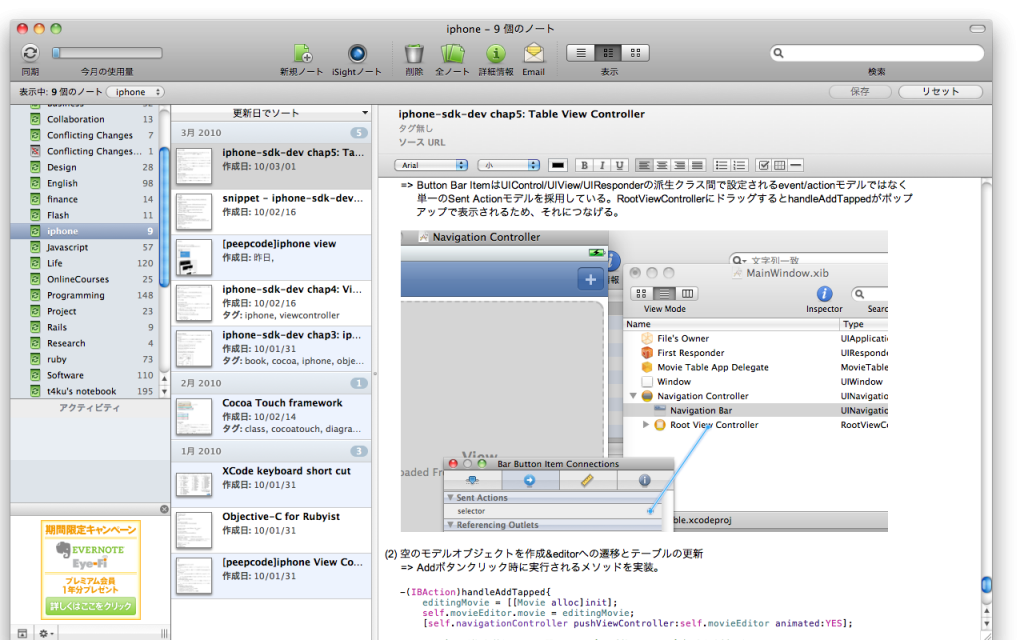 iphone – 9 個のノート
同期
今月の使用量
新規ノート
iSightノート
削除
全ノート
詳細情報
Email
表示
検索
表示中: 9 個のノート
iphone
保存
リセット
Collaboration 13
Conflicting Changes 7
Conflicting Changes... 1
Design 28
English 98
finance 14
Flash 11
iphone 9
Javascript 57
Life 120
OnlineCourses 25
Programming 148
Project 23
Rails 9
Research 4
ruby 73
Software 110
t4ku's notebook 195
アクティビティ
期間限定キャンペーン
EVERNOTE
Eye-Fi
プレミアム会員
1年分プレゼント
詳しくはここをクリック
更新日でソート
3月 2010 5
iphone-sdk-dev chap5: Ta...
作成日: 10/03/01
snippet - iphone-sdk-dev...
作成日: 10/02/16
[peepcode]iphone view
作成日: 昨日,
iphone-sdk-dev chap4: Vi...
作成日: 10/02/16
タグ: iphone, viewcontroller
iphone-sdk-dev chap3: ip...
作成日: 10/01/31
タグ: book, cocoa, iphone, obje...
2月 2010 1
Cocoa Touch framework
作成日: 10/02/14
タグ: class, cocoatouch, diagra...
1月 2010 3
XCode keyboard short cut
作成日: 10/01/31
Objective-C for Rubyist
作成日: 10/01/31
[peepcode]iphone View Co...
作成日: 10/01/31
iphone-sdk-dev chap5: Table View Controller
タグ無し
ソース URL
Arial
小
B I U
=> Button Bar ItemはUIControl/UIView/UIResponderの派生クラス間で設定されるevent/actionモデルではなく
単一のSent Actionモデルを採用している。RootViewControllerにドラッグするとhandleAddTappedがポップ
アップで表示されるため、それにつなげる。
Navigation Controller
文字列一致
報
MainWindow.xib
View Mode
Inspector
Searc
Name
Type
File's Owner UIApplicati
First Responder UIResponde
Movie Table App Delegate MovieTable
Window UIWindow
Navigation Controller UINavigatio
Navigation Bar UINavigatio
Root View Controller RootViewCo
View
oaded Fr
Bar Button Item Connections
Sent Actions
selector
Referencing Outlets
ble.xcodeproj
(2) 空のモデルオブジェクトを作成&editorへの遷移とテーブルの更新
=> Addボタンクリック時に実行されるメソッドを実装。
-(IBAction)handleAddTapped{
editingMovie = [[Movie alloc]init];
self.movieEditor.movie = editingMovie;
[self.navigationController pushViewController:self.movieEditor animated:YES];